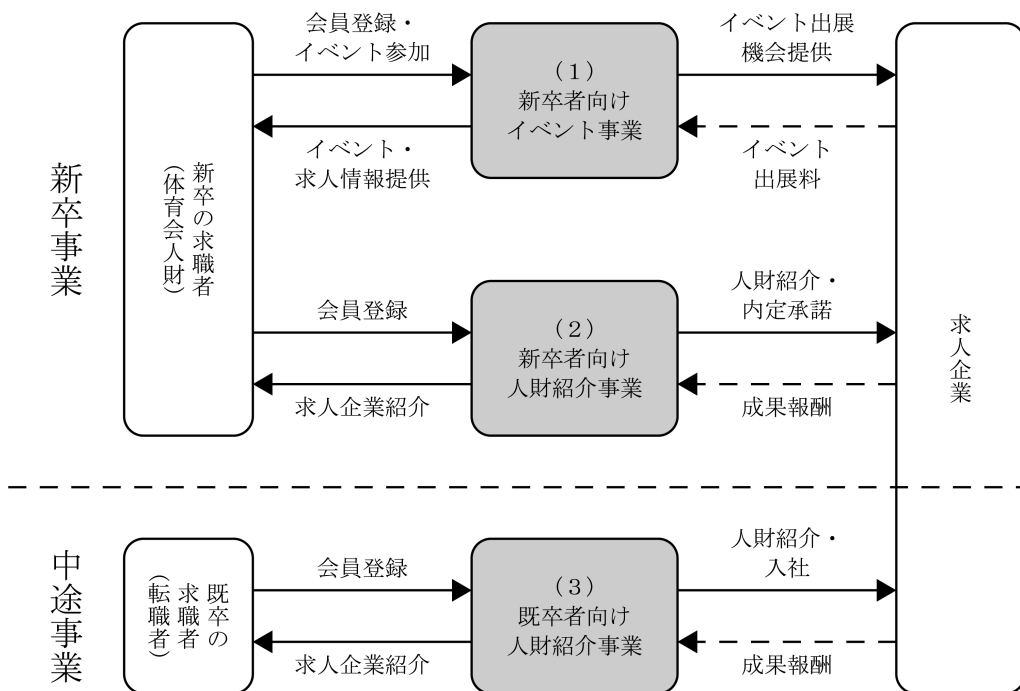 新卒事業
新卒の求職者
(体育会人財)
会員登録・
イベント参加
イベント・
求人情報提供
(1)
新卒者向け
イベント事業
イベント出展
機会提供
イベント
出展料
会員登録
求人企業紹介
(2)
新卒者向け
人財紹介事業
人財紹介・
内定承諾
成果報酬
求人企業
中途事業
既卒の
求職者
(転職者)
会員登録
求人企業紹介
(3)
既卒者向け
人財紹介事業
人財紹介・
入社
成果報酬